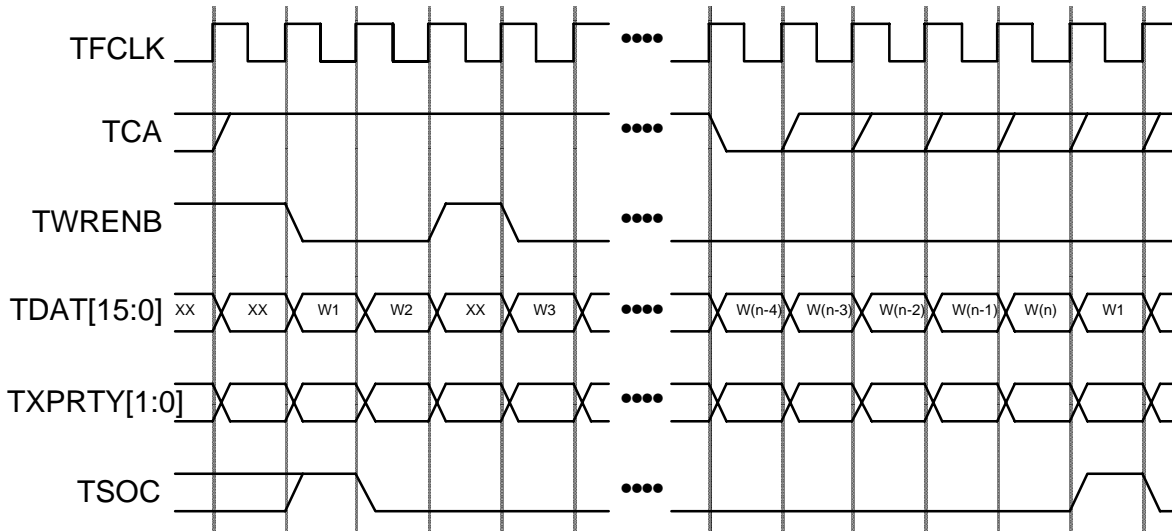 TFCLK
TCA
TWRENB
TDAT[15:0] XX XX W1 W2 XX W3 W(n-4) W(n-3) W(n-2) W(n-1) W(n) W1
TXPRTY[1:0]
TSOC